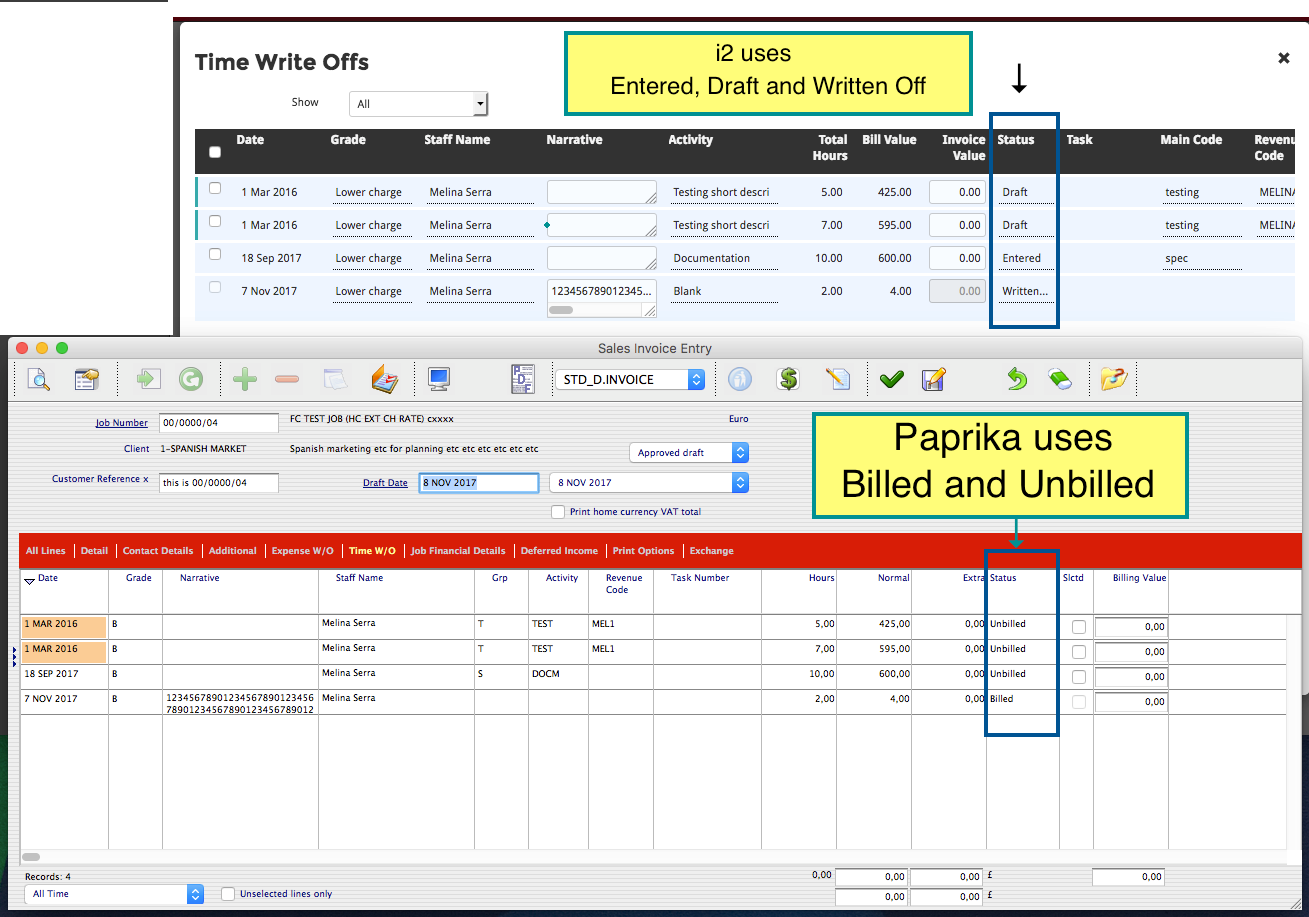 Time Write Offs
i2 uses
Entered, Draft and Written Off
Show All
Date Grade Staff Name Narrative Activity Total Hours Bill Value Invoice Value Status Task Main Code Revenu Code
1 Mar 2016 Lower charge Melina Serra Testing short descri 5.00 425.00 0.00 Draft testing MELINA
1 Mar 2016 Lower charge Melina Serra Testing short descri 7.00 595.00 0.00 Draft testing MELINA
18 Sep 2017 Lower charge Melina Serra Documentation 10.00 600.00 0.00 Entered spec
7 Nov 2017 Lower charge Melina Serra 123456789012345... Blank 2.00 4.00 0.00 Written...
Sales Invoice Entry
PDF STD_D.INVOICE
Job Number 00/0000/04 FC TEST JOB (HC EXT CH RATE) cxxxx Euro
Client 1-SPANISH MARKET Spanish marketing etc for planning etc etc etc etc etc etc Approved draft
Customer Reference x this is 00/0000/04 Draft Date 8 NOV 2017 8 NOV 2017
Print home currency VAT total
Paprika uses
Billed and Unbilled
All Lines Detail Contact Details Additional Expense W/O Time W/O Job Financial Details Deferred Income Print Options Exchange
Date Grade Narrative Staff Name Grp Activity Revenue Code Task Number Hours Normal Extra Status Slctd Billing Value
1 MAR 2016 B Melina Serra T TEST MEL1 5,00 425,00 0,00 Unbilled 0,00
1 MAR 2016 B Melina Serra T TEST MEL1 7,00 595,00 0,00 Unbilled 0,00
18 SEP 2017 B Melina Serra S DOCM 10,00 600,00 0,00 Unbilled 0,00
7 NOV 2017 B 12345678901234567890123456 Melina Serra 2,00 4,00 0,00 Billed 0,00
78901234567890123456789012
Records: 4 0,00 0,00 0,00 £ 0,00
All Time Unselected lines only 0,00 0,00 £